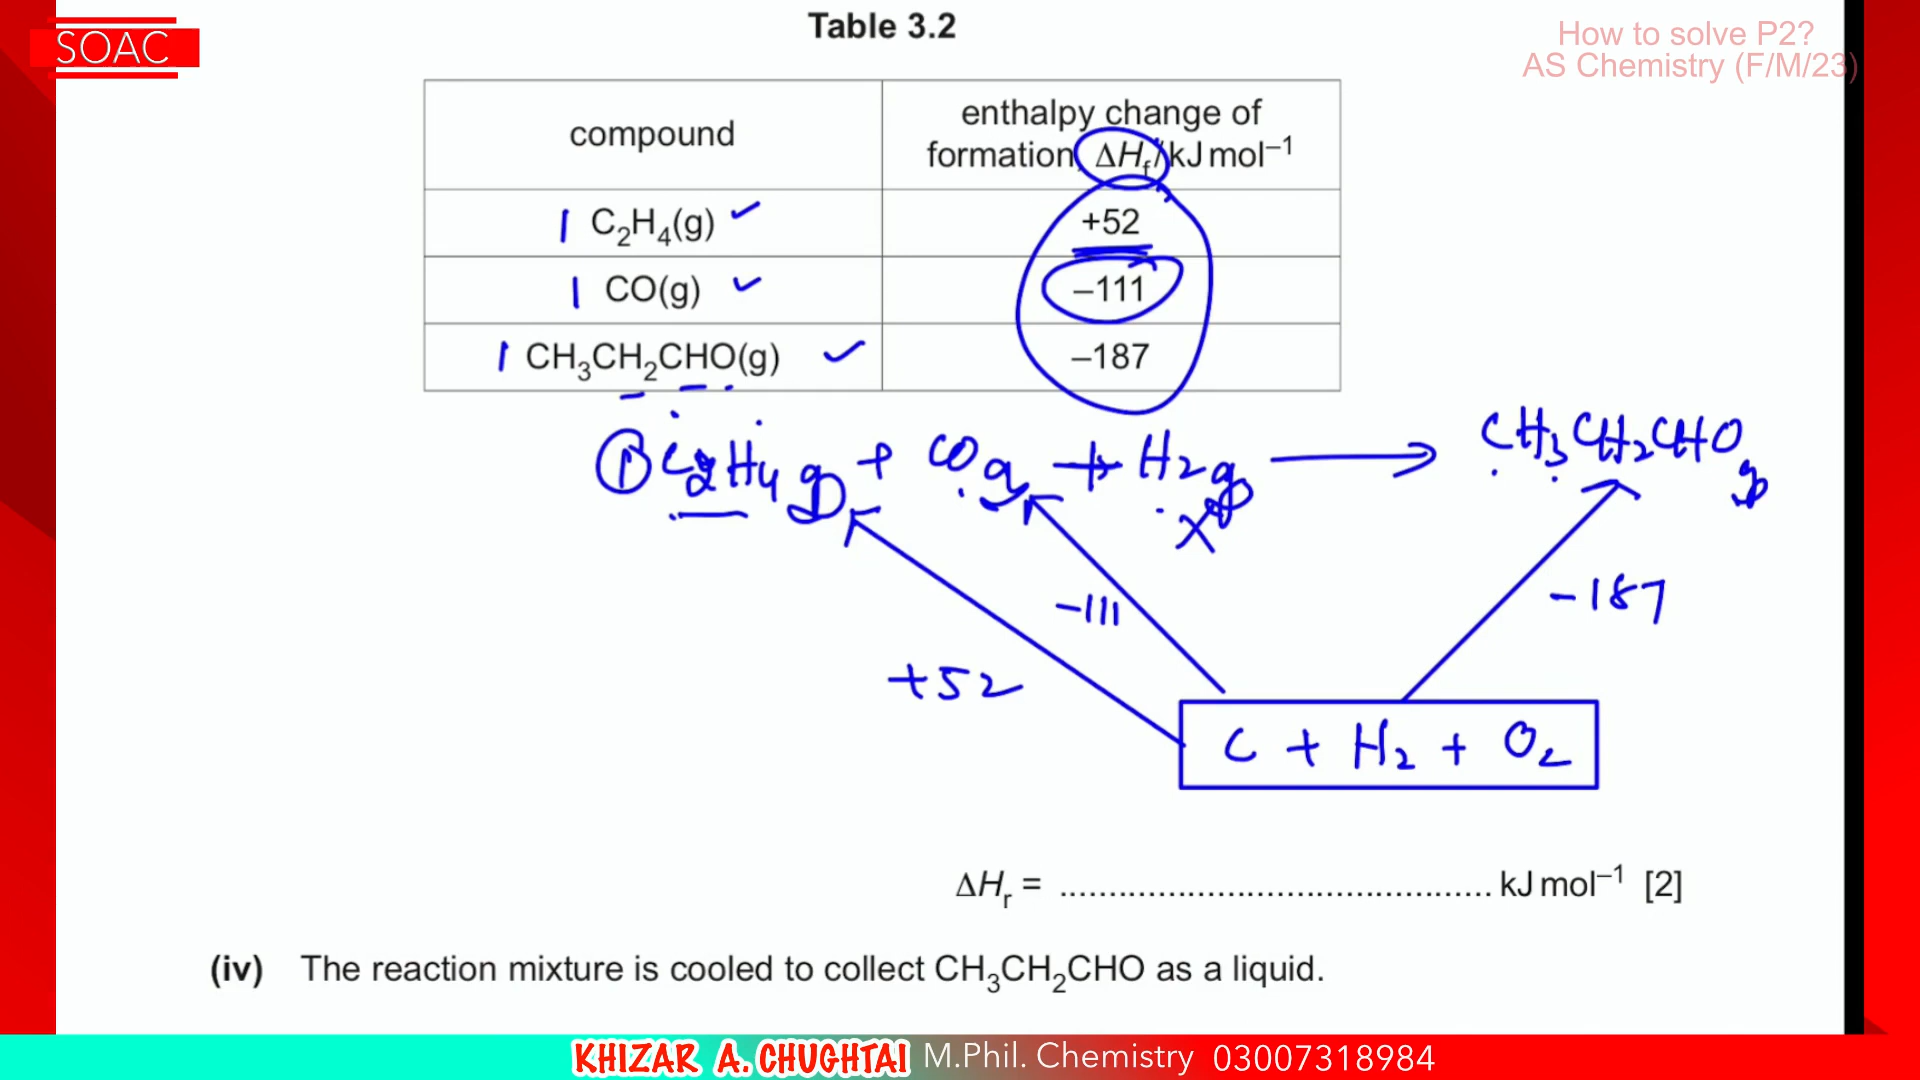 SOAC
How to solve P2?
AS Chemistry (F/M/23)
Table 3.2
compound
enthalpy change of formation ΔHf/kJ mol⁻¹
1 C₂H₄(g) ✓
+52
1 CO(g) ✓
–111
1 CH₃CH₂CHO(g) ✓
–187
① C₂H₄ g + CO g + H₂ g ⟶ CH₃CH₂CHO g
X
-111
-187
+52
C + H₂ + O₂
ΔHr = ............................................ kJ mol⁻¹ [2]
(iv) The reaction mixture is cooled to collect CH₃CH₂CHO as a liquid.
KHIZAR A. CHUGHTAI M.Phil. Chemistry 03007318984